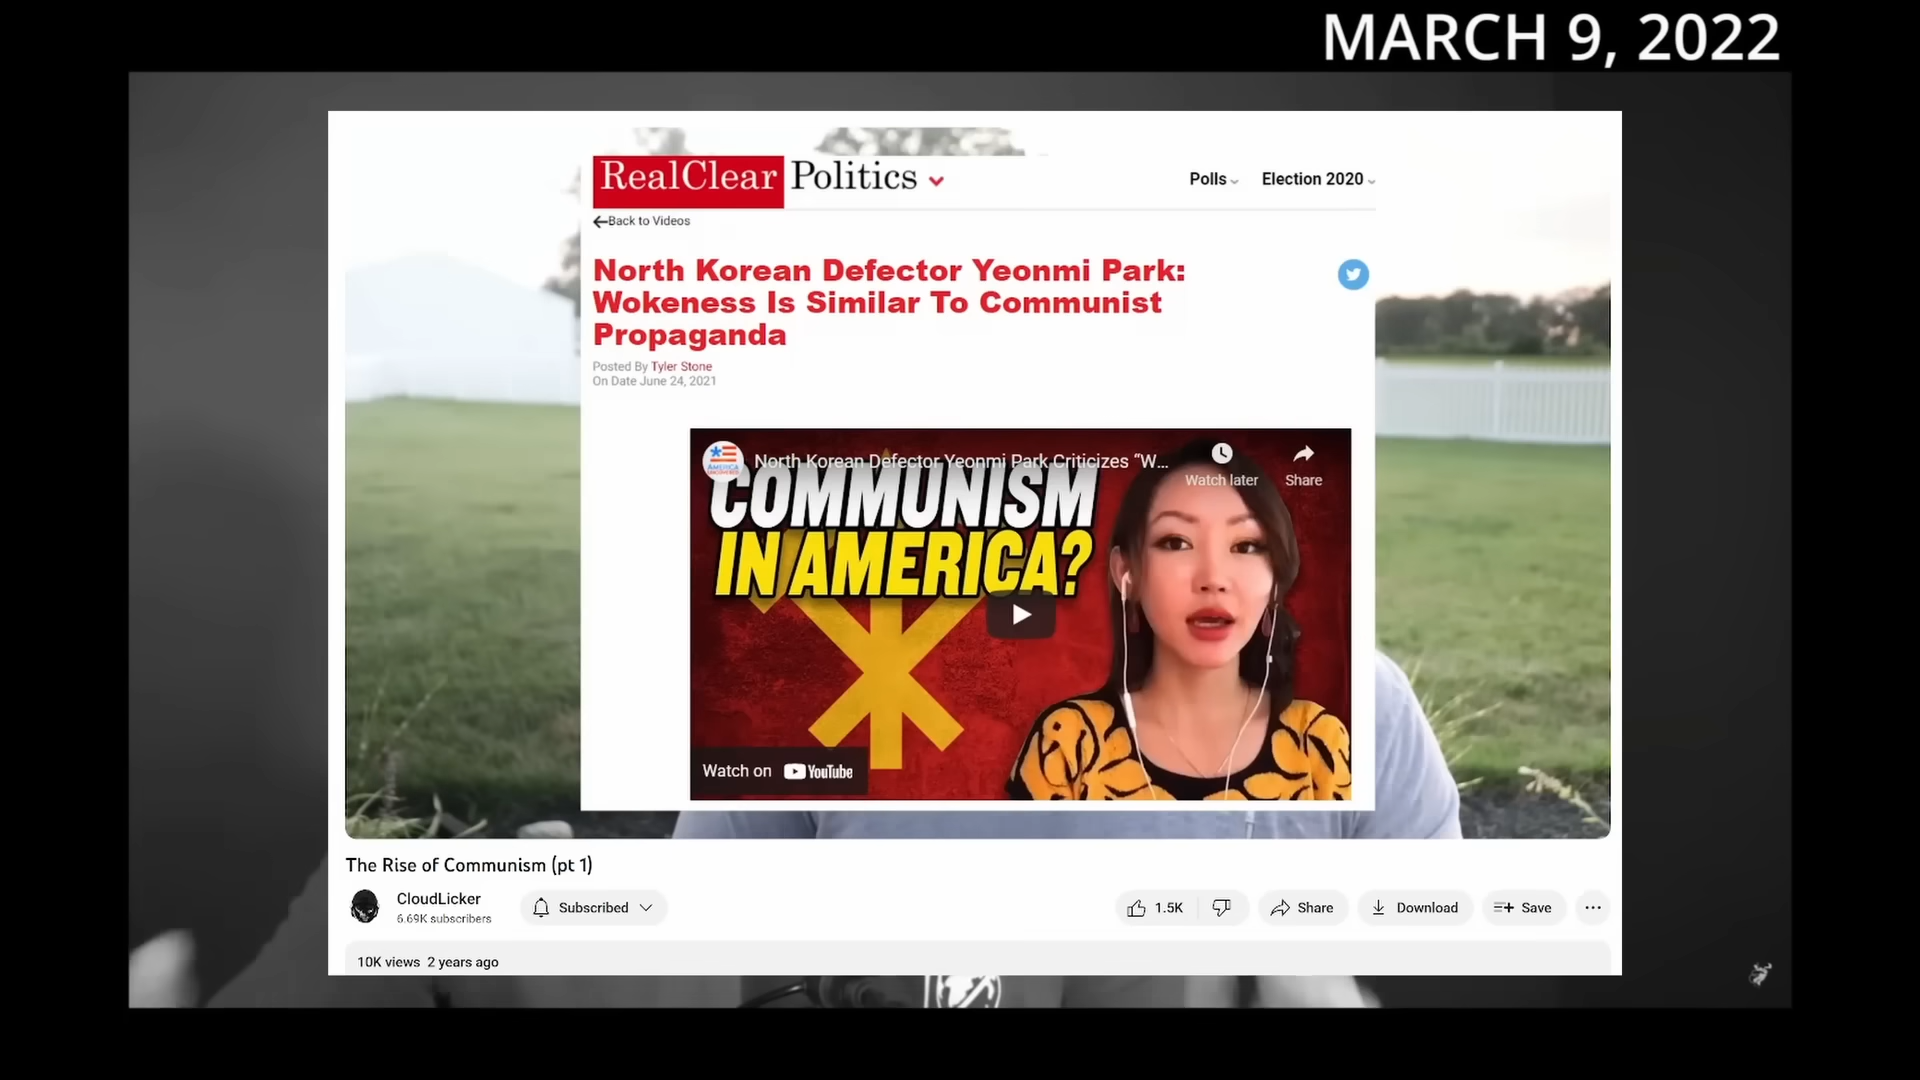 MARCH 9, 2022
RealClear Politics
Polls
Election 2020
Back to Videos
North Korean Defector Yeonmi Park:
Wokeness Is Similar To Communist
Propaganda
Posted By Tyler Stone
On Date June 24, 2021
AMERICA
North Korean Defector Yeonmi Park Criticizes “W...
Watch later
Share
COMMUNISM
IN AMERICA?
Watch on YouTube
The Rise of Communism (pt 1)
CloudLicker
6.69K subscribers
Subscribed
1.5K
Share
Download
Save
10K views 2 years ago